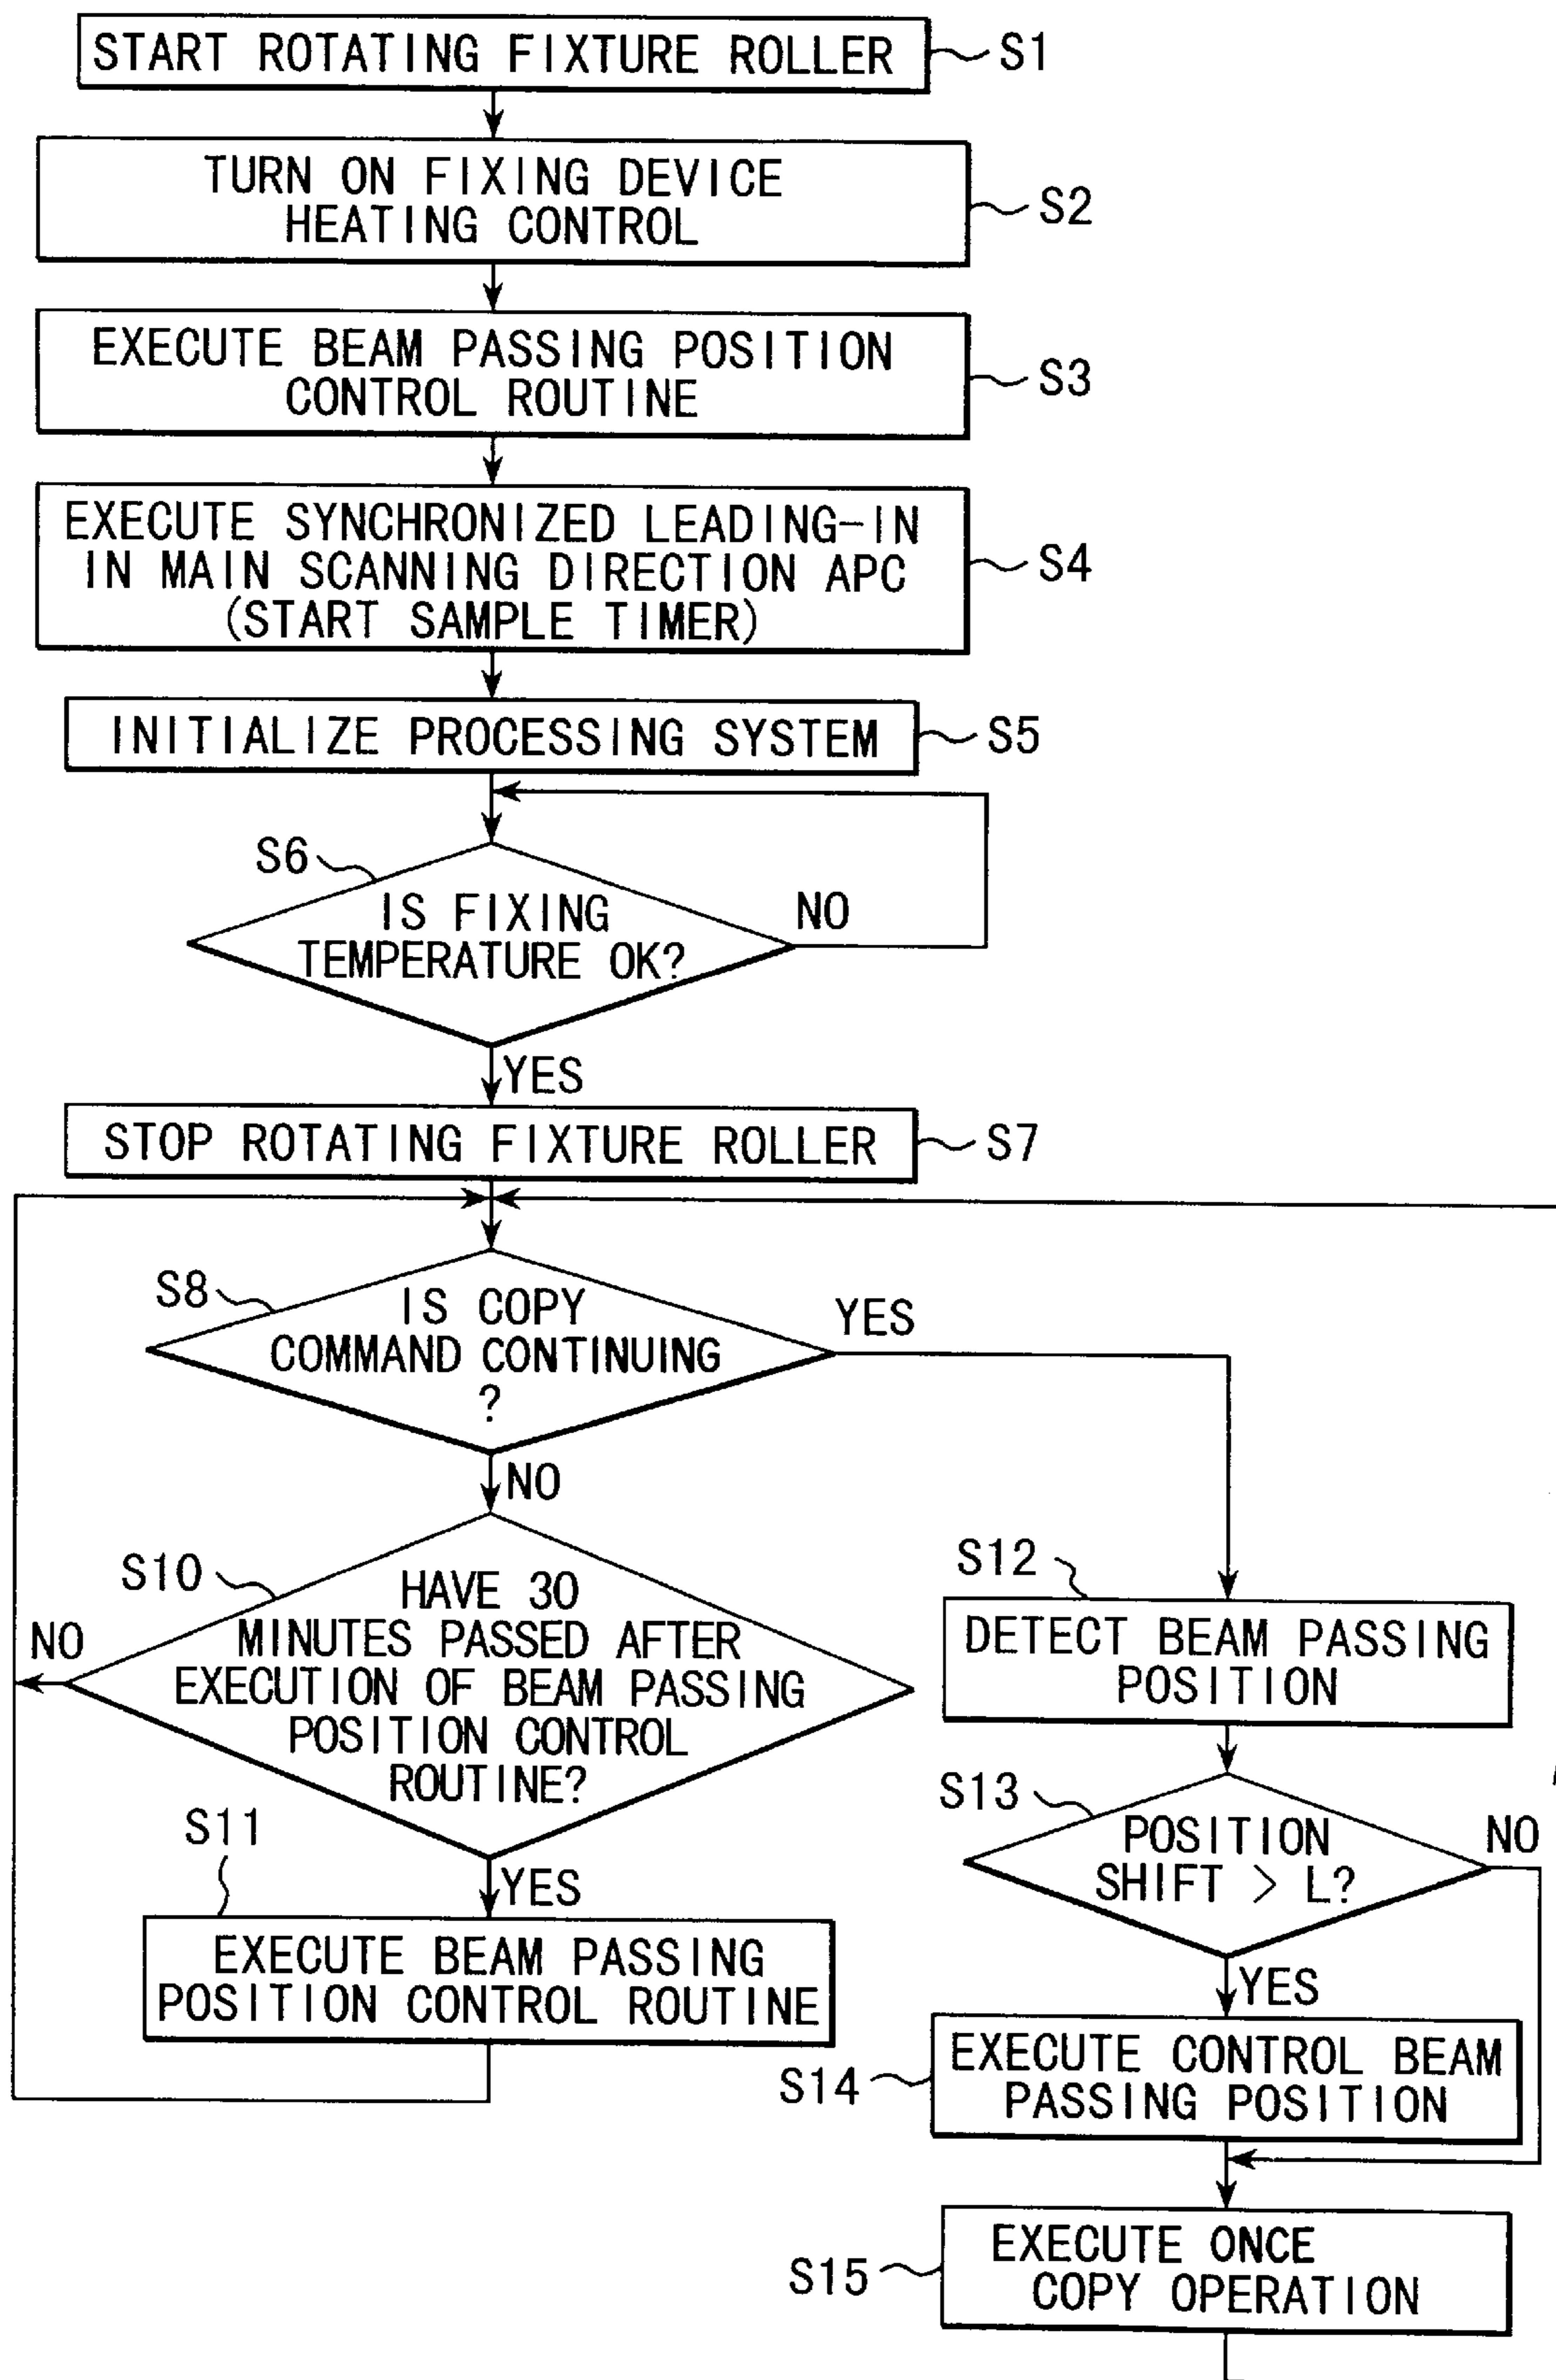 START ROTATING FIXTURE ROLLER
S1
TURN ON FIXING DEVICE
HEATING CONTROL
S2
EXECUTE BEAM PASSING POSITION
CONTROL ROUTINE
S3
EXECUTE SYNCHRONIZED LEADING-IN
IN MAIN SCANNING DIRECTION APC
(START SAMPLE TIMER)
S4
INITIALIZE PROCESSING SYSTEM
S5
S6
IS FIXING
TEMPERATURE OK?
NO
YES
STOP ROTATING FIXTURE ROLLER
S7
S8
IS COPY
COMMAND CONTINUING
?
YES
NO
S10
HAVE 30
MINUTES PASSED AFTER
EXECUTION OF BEAM PASSING
POSITION CONTROL
ROUTINE?
NO
YES
S11
EXECUTE BEAM PASSING
POSITION CONTROL ROUTINE
S12
DETECT BEAM PASSING
POSITION
S13
POSITION
SHIFT > L?
NO
YES
S14
EXECUTE CONTROL BEAM
PASSING POSITION
S15
EXECUTE ONCE
COPY OPERATION